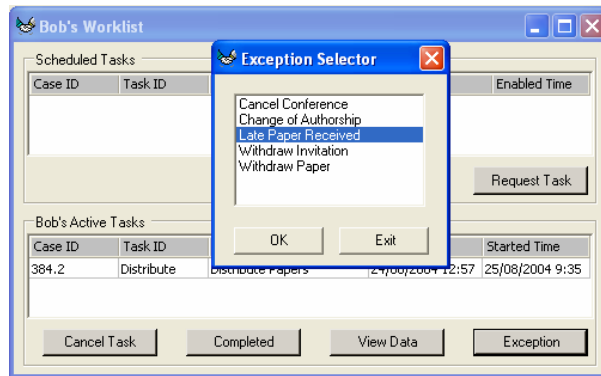 Bob's Worklist
Exception Selector
Scheduled Tasks
Case ID Task ID Enabled Time
Cancel Conference
Change of Authorship
Late Paper Received
Withdraw Invitation
Withdraw Paper
Request Task
OK Exit
Bob's Active Tasks
Case ID Task ID Started Time
384.2 Distribute Distribute Papers 24/08/2004 12:57 25/08/2004 9:35
Cancel Task Completed View Data Exception